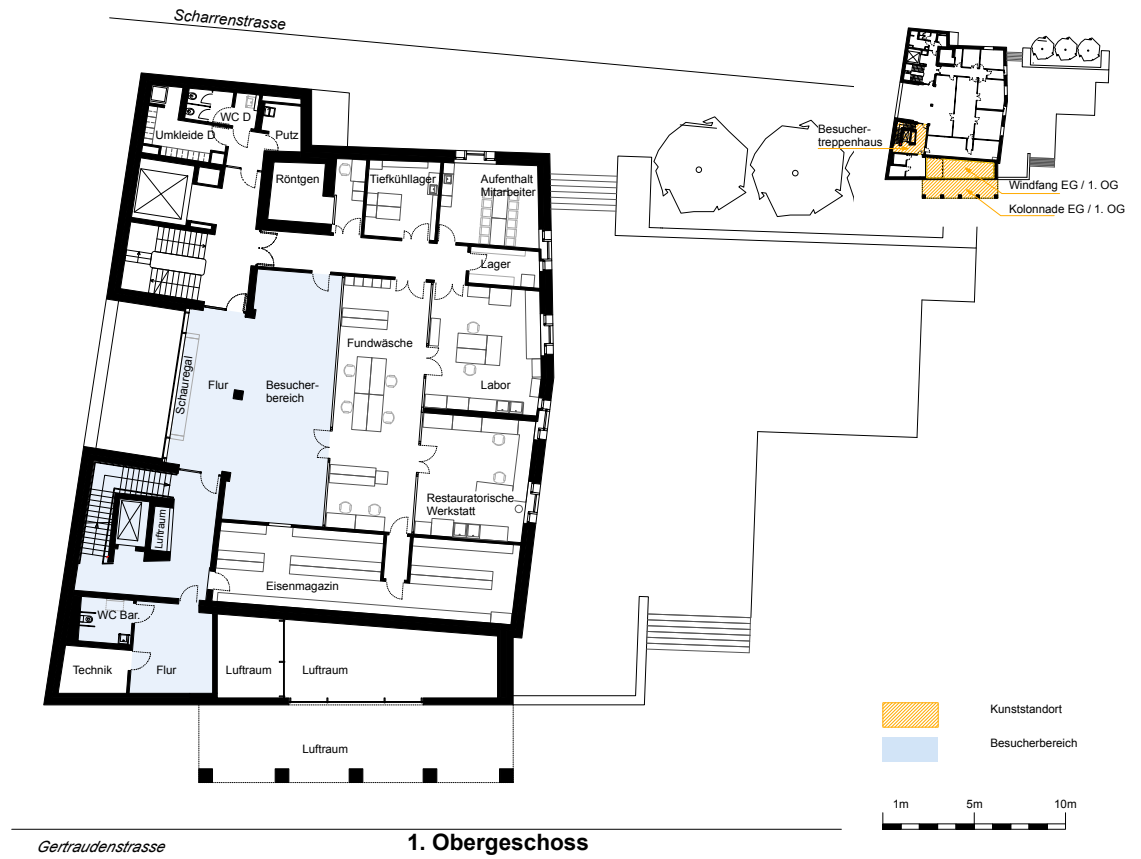 Scharrenstrasse
Besucher-
treppenhaus
Windfang EG / 1. OG
Kolonnade EG / 1. OG
WC D
Umkleide D
Putz
Röntgen
Tiefkühllager
Aufenthalt
Mitarbeiter
Lager
Fundwäsche
Labor
Schauregal
Flur
Besucher-
bereich
Restauratorische
Werkstatt
Luftraum
Eisenmagazin
WC Bar.
Technik
Flur
Luftraum
Luftraum
Luftraum
Kunststandort
Besucherbereich
1m
5m
10m
Gertraudenstrasse
1. Obergeschoss